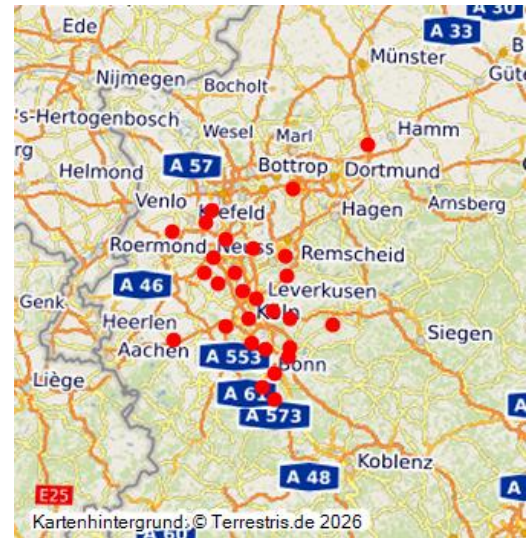 A 30
Ede
A 33
Münster
Nijmegen
Bocholt
Güte
's-Hertogenbosch
Wesel
Marl
Hamm
A 57
Bottrop
Dortmund
Helmond
Venlo
Krefeld
Hagen
Arnsberg
Roermond
Neuss
Remscheid
A 46
Genk
Leverkusen
Heerlen
Köln
Siegen
Aachen
A 553
Bonn
Liège
A 61
A 573
Koblenz
A 48
E25
A 60
Kartenhintergrund: © Terrestris.de 2026